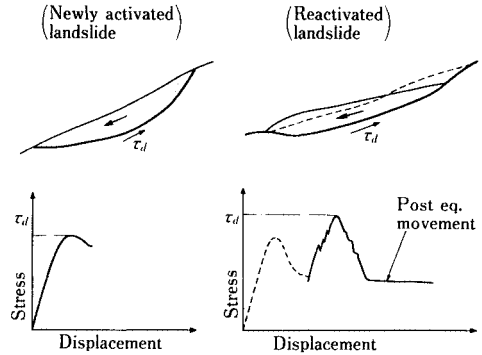 (Newly activated
landslide)
(Reactivated
landslide)
τd
τd
τd
Stress
Displacement
τd
Post eq.
movement
Stress
Displacement